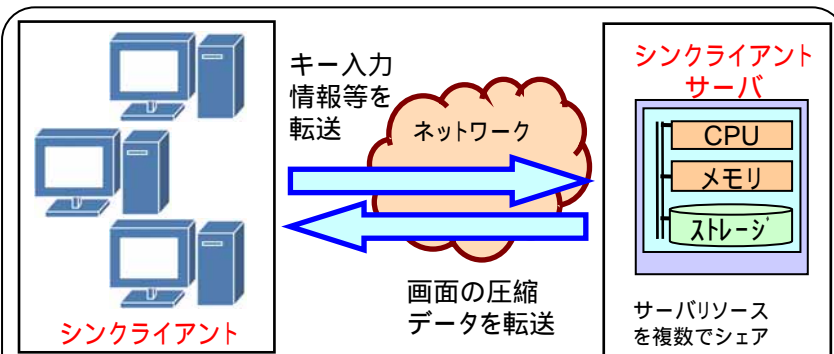 シンクライアント
キー入力
情報等を
転送
ネットワーク
画面の圧縮
データを転送
シンクライアント
サーバ
CPU
メモリ
ストレージ
サーバリソース
を複数でシェア